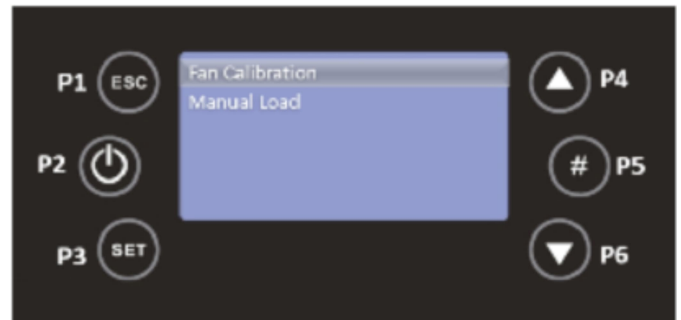 P1 ESC
Fan Calibration
Manual Load
P4
P2
# P5
P3 SET
P6